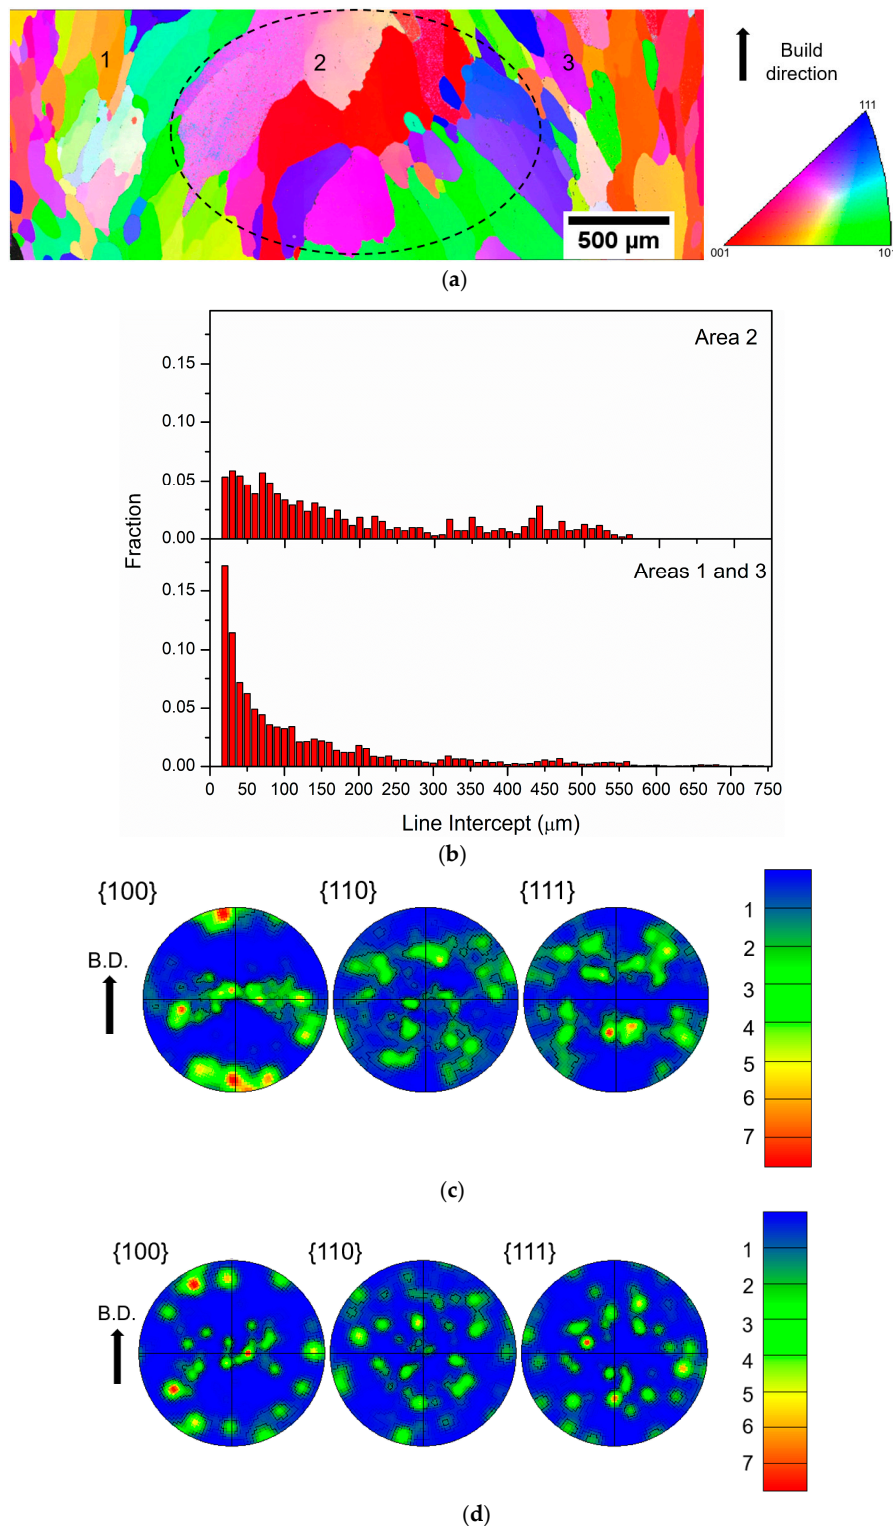 1
2
3
500 µm
Build
direction
111
001
10
(a)
Area 2
0.15
0.10
0.05
0.00
Fraction
Areas 1 and 3
0.15
0.10
0.05
0.00
0 50 100 150 200 250 300 350 400 450 500 550 600 650 700 750
Line Intercept (µm)
(b)
{100} {110} {111}
B.D.
1
2
3
4
5
6
7
(c)
{100} {110} {111}
B.D.
1
2
3
4
5
6
7
(d)